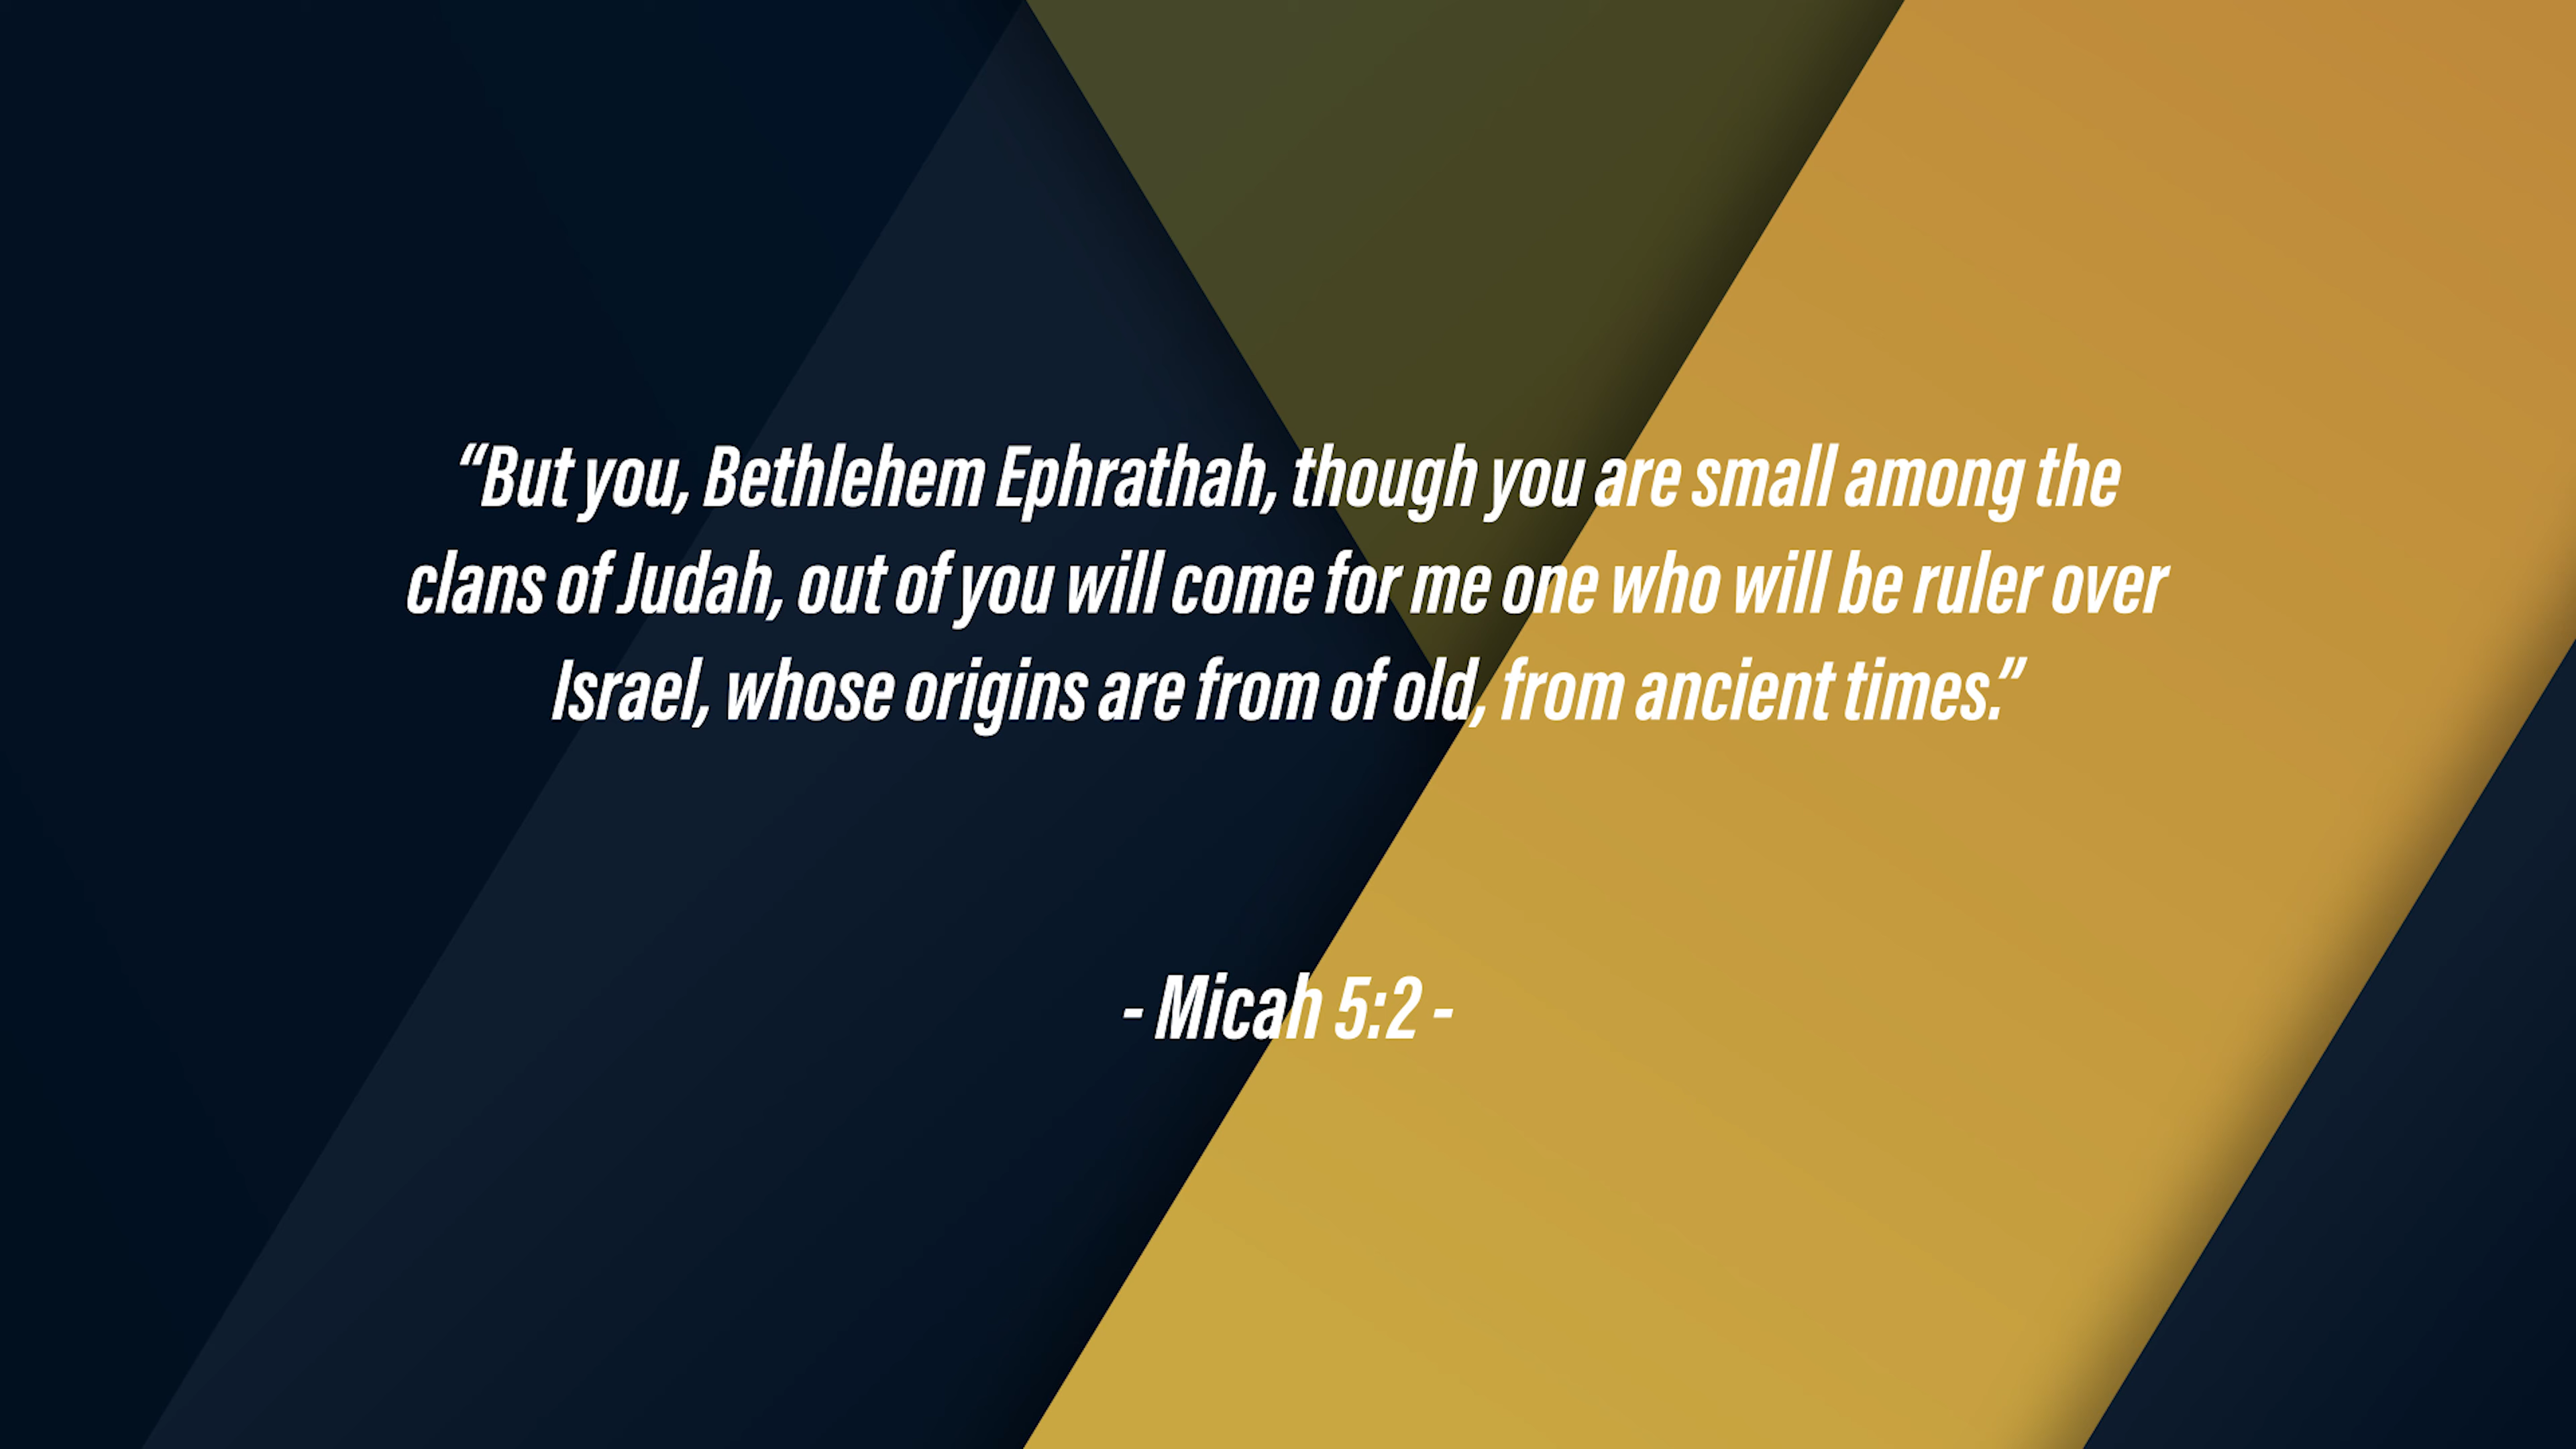 “But you, Bethlehem Ephrathah, though you are small among the
clans of Judah, out of you will come for me one who will be ruler over
Israel, whose origins are from of old, from ancient times.”
- Micah 5:2 -